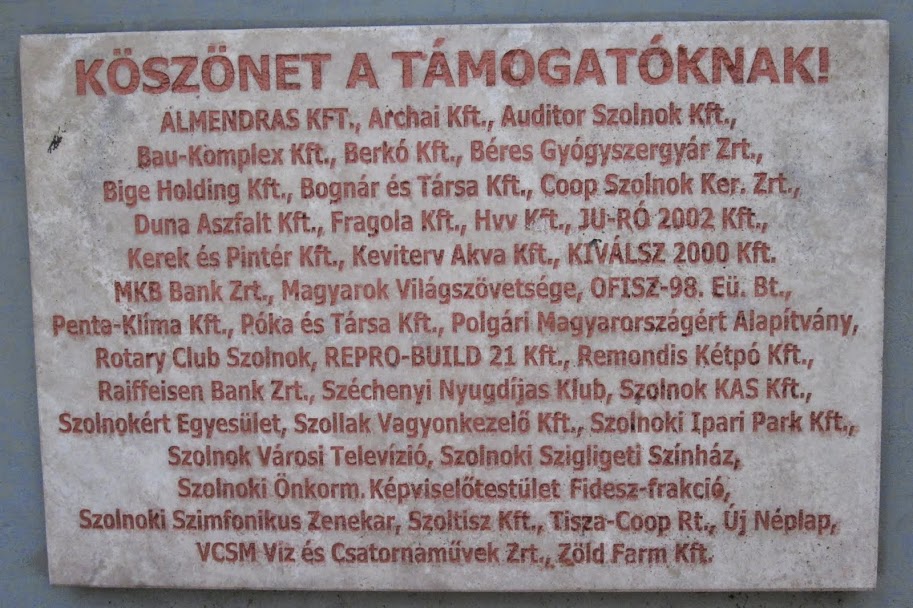 KÖSZÖNET A TÁMOGATÓKNAK!
ALMENDRAS KFT., Archai Kft., Auditor Szolnok Kft.,
Bau-Komplex Kft., Berkó Kft., Béres Gyógyszergyár Zrt.,
Bige Holding Kft., Bognár és Társa Kft., Coop Szolnok Ker. Zrt.,
Duna Aszfalt Kft., Fragola Kft., Hvv Kft., JU-RÓ 2002 Kft.,
Kerek és Pintér Kft., Keviterv Akva Kft., KIVÁLSZ 2000 Kft.
MKB Bank Zrt., Magyarok Világszövetsége, OFISZ-98. Eü. Bt.,
Penta-Klíma Kft., Póka és Társa Kft., Polgári Magyarországért Alapítvány,
Rotary Club Szolnok, REPRO-BUILD 21 Kft., Remondis Kétpó Kft.,
Raiffeisen Bank Zrt., Széchenyi Nyugdíjas Klub, Szolnok KAS Kft.,
Szolnokért Egyesület, Szollak Vagyonkezelő Kft., Szolnoki Ipari Park Kft.,
Szolnok Városi Televízió, Szolnoki Szigligeti Színház,
Szolnoki Önkorm. Képviselőtestület Fidesz-frakció,
Szolnoki Szimfonikus Zenekar, Szoltisz Kft., Tisza-Coop Rt., Új Néplap,
VCSM Viz és Csatornaművek Zrt., Zöld Farm Kft.